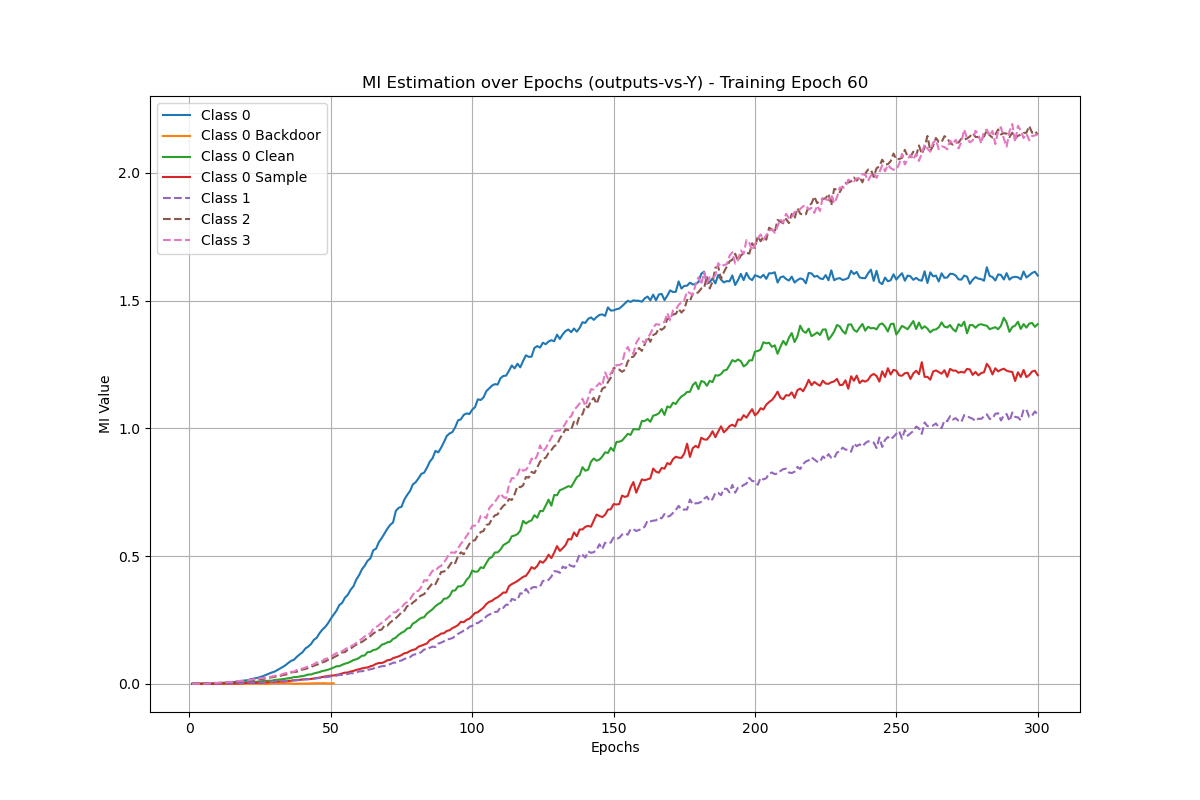 MI Estimation over Epochs (outputs-vs-Y) - Training Epoch 60
Class 0
Class 0 Backdoor
Class 0 Clean
Class 0 Sample
Class 1
Class 2
Class 3
MI Value
2.0
1.5
1.0
0.5
0.0
0 50 100 150 200 250 300
Epochs